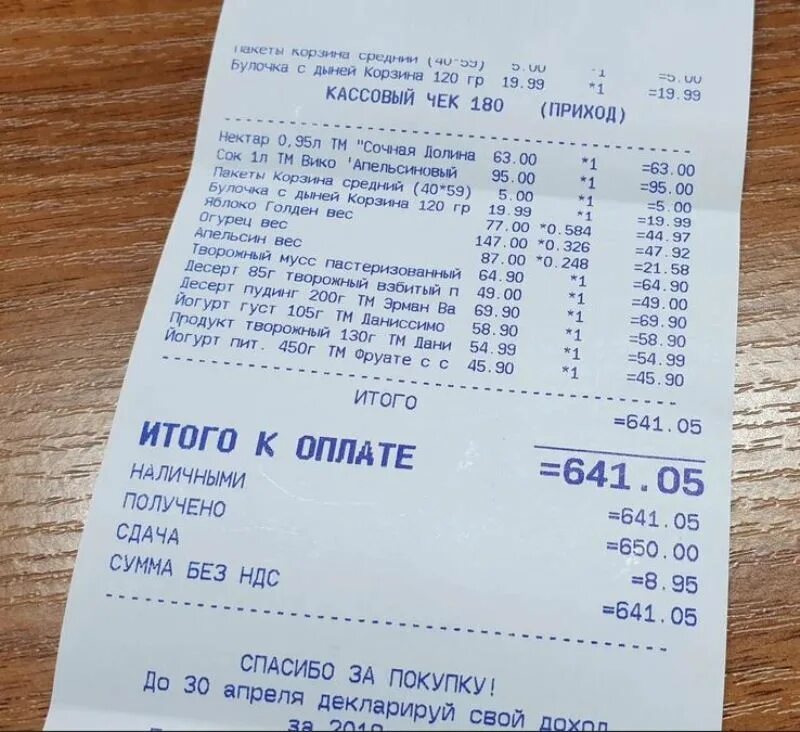 Пакеты Корзина средний (40*59) 5.00 *1 =5.00
Булочка с дыней Корзина 120 гр 19.99 *1 =19.99
КАССОВЫЙ ЧЕК 180 (ПРИХОД)
Нектар 0,95л ТМ "Сочная Долина 63.00 *1 =63.00
Сок 1л ТМ Вико 'Апельсиновый 95.00 *1 =95.00
Пакеты Корзина средний (40*59) 5.00 *1 =5.00
Булочка с дыней Корзина 120 гр 19.99 *1 =19.99
Яблоко Голден вес 77.00 *0.584 =44.97
Огурец вес 147.00 *0.326 =47.92
Апельсин вес 87.00 *0.248 =21.58
Творожный мусс пастеризованный 64.90 *1 =64.90
Десерт 85г творожный взбитый п 49.00 *1 =49.00
Десерт пудинг 200г ТМ Эрман Ва 69.90 *1 =69.90
Йогурт густ 105г ТМ Даниссимо 58.90 *1 =58.90
Продукт творожный 130г ТМ Дани 54.99 *1 =54.99
Йогурт пит. 450г ТМ Фруате с с 45.90 *1 =45.90
ИТОГО =641.05
ИТОГО К ОПЛАТЕ =641.05
НАЛИЧНЫМИ =641.05
ПОЛУЧЕНО =650.00
СДАЧА =8.95
СУММА БЕЗ НДС =641.05
СПАСИБО ЗА ПОКУПКУ!
До 30 апреля декларируй свой доход
за 2019